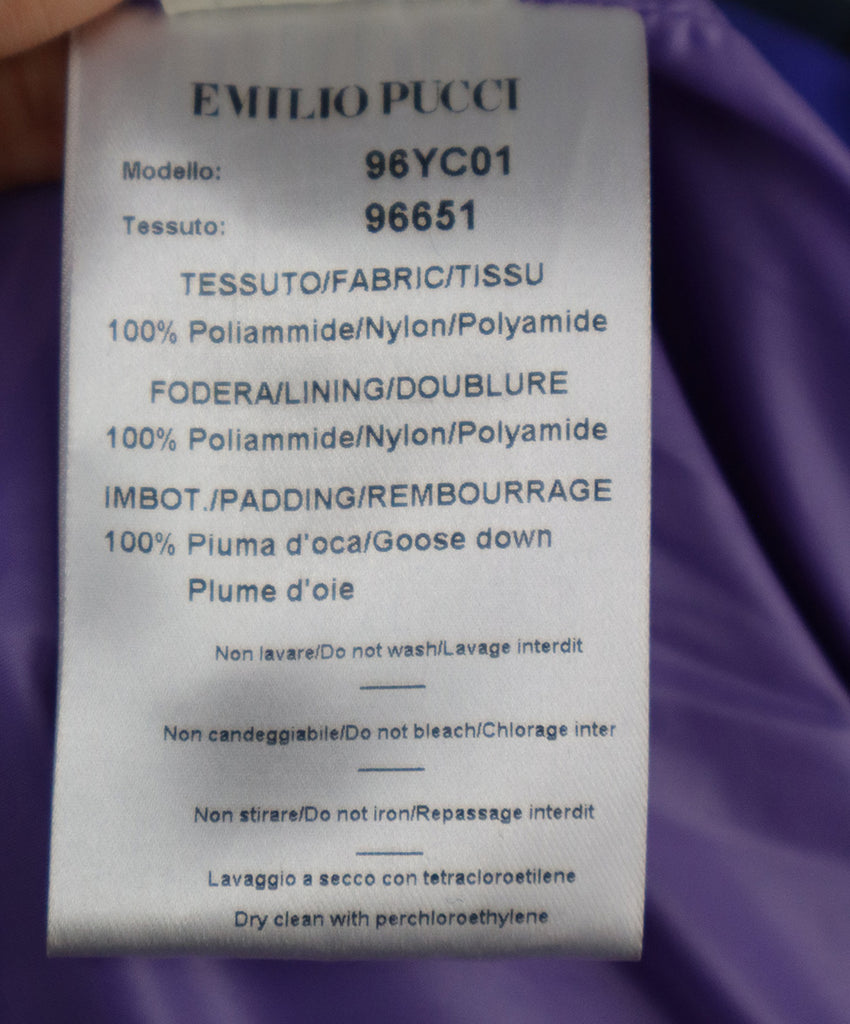 EMILIO PUCCI
Modello: 96YC01
Tessuto: 96651
TESSUTO/FABRIC/TISSU
100% Poliammide/Nylon/Polyamide
FODERA/LINING/DOUBLURE
100% Poliammide/Nylon/Polyamide
IMBOT./PADDING/REMBOURRAGE
100% Piuma d'oca/Goose down
Plume d'oie
Non lavare/Do not wash/Lavage interdit
Non candeggiabile/Do not bleach/Chlorage inter
Non stirare/Do not iron/Repassage interdit
Lavaggio a secco con tetracloroetilene
Dry clean with perchloroethylene